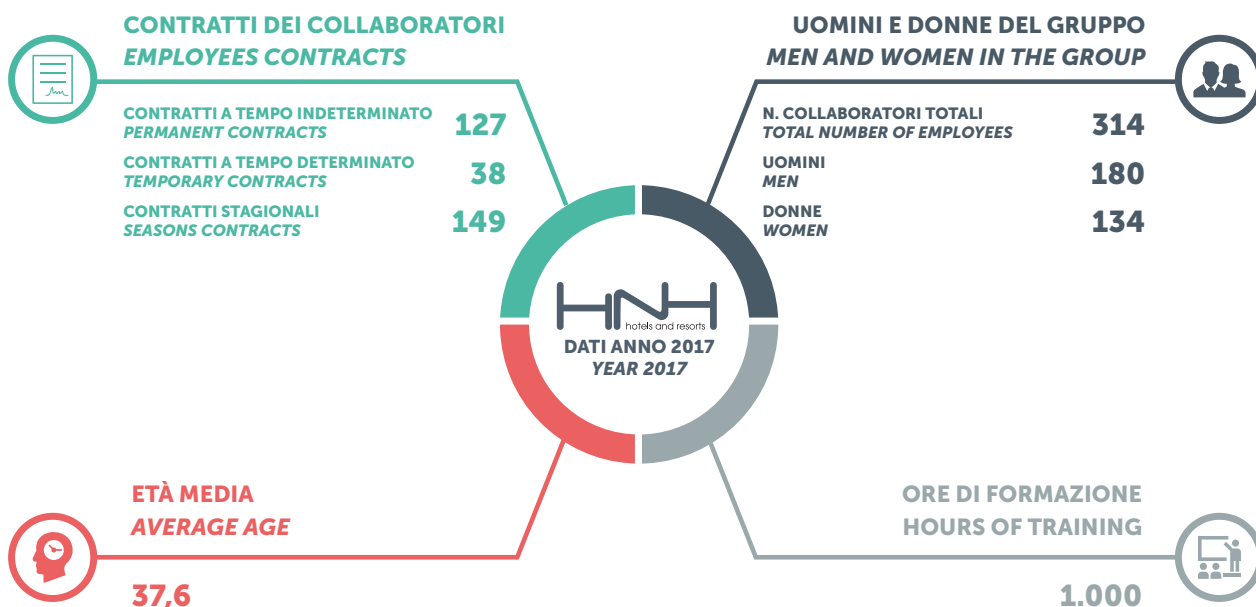 CONTRATTI DEI COLLABORATORI
EMPLOYEES CONTRACTS
CONTRATTI A TEMPO INDETERMINATO
PERMANENT CONTRACTS
127
CONTRATTI A TEMPO DETERMINATO
TEMPORARY CONTRACTS
38
CONTRATTI STAGIONALI
SEASONS CONTRACTS
149
UOMINI E DONNE DEL GRUPPO
MEN AND WOMEN IN THE GROUP
N. COLLABORATORI TOTALI
TOTAL NUMBER OF EMPLOYEES
314
UOMINI
MEN
180
DONNE
WOMEN
134
HNH
hotels and resorts
DATI ANNO 2017
YEAR 2017
ETÀ MEDIA
AVERAGE AGE
37,6
ORE DI FORMAZIONE
HOURS OF TRAINING
1.000